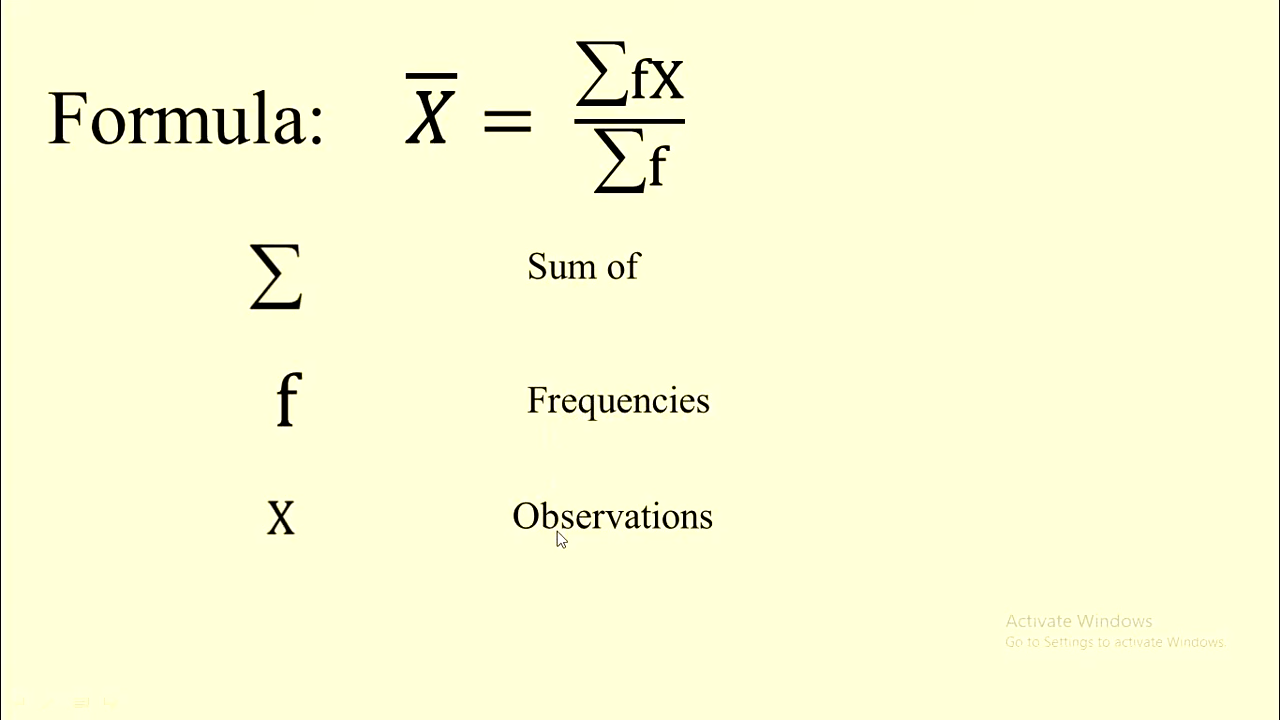 Formula: X̅ = ∑fX / ∑f
∑ Sum of
f Frequencies
X Observations
Activate Windows
Go to Settings to activate Windows.